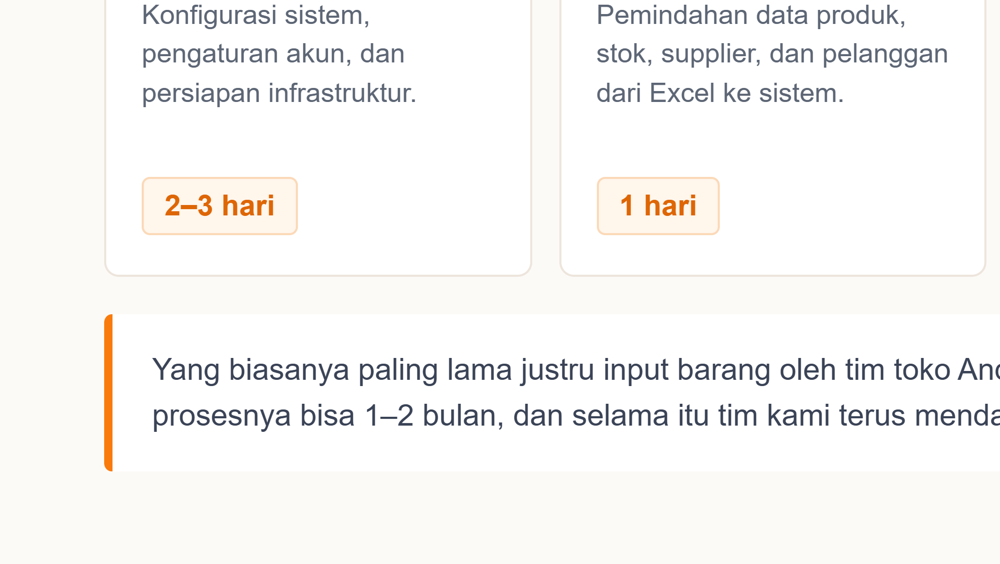 Konfigurasi sistem,
pengaturan akun, dan
persiapan infrastruktur.
2–3 hari
Pemindahan data produk,
stok, supplier, dan pelanggan
dari Excel ke sistem.
1 hari
Yang biasanya paling lama justru input barang oleh tim toko
prosesnya bisa 1–2 bulan, dan selama itu tim kami terus